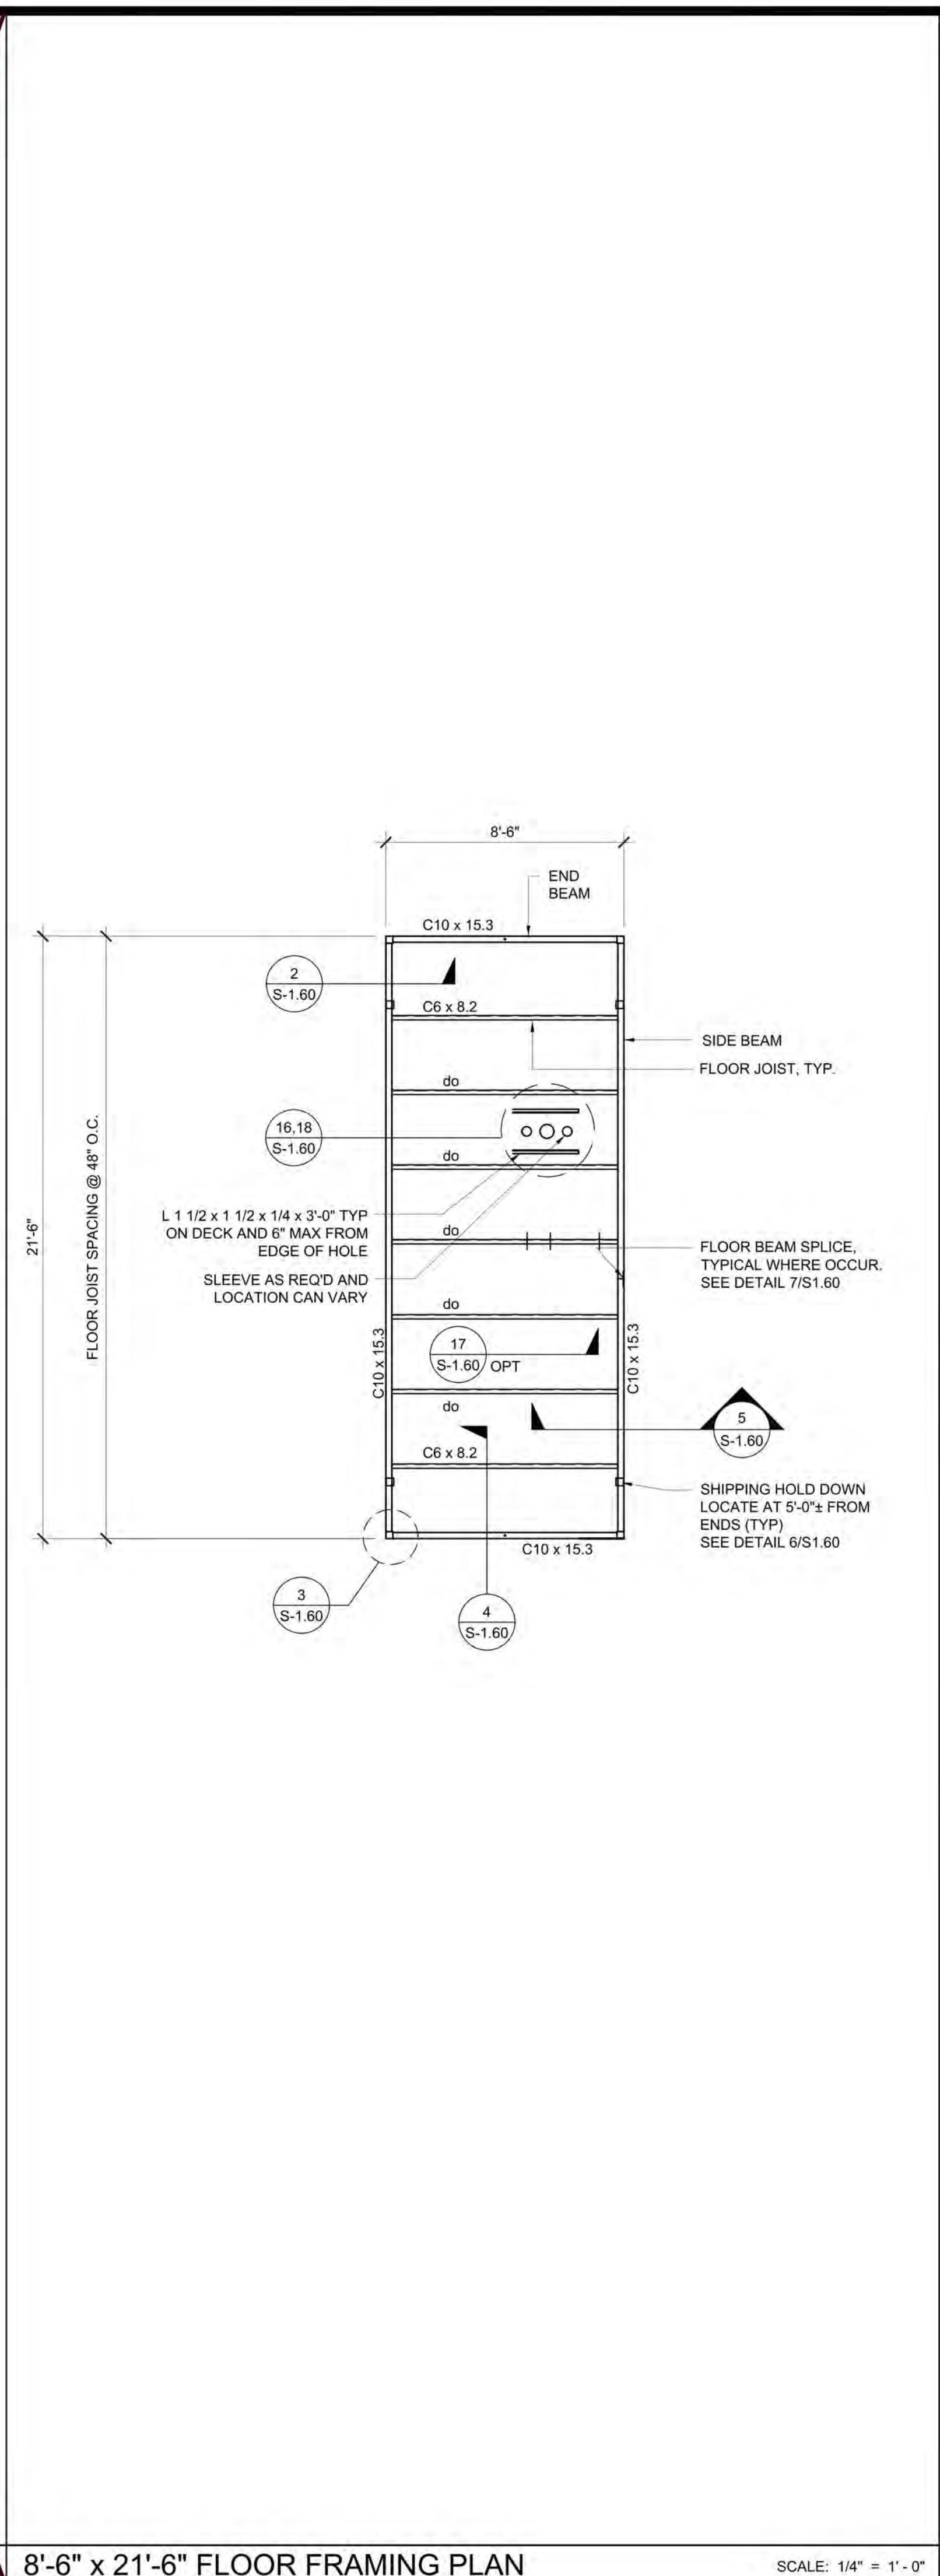 8'-6"
END
BEAM
C10 x 15.3
2
S-1.60
C6 x 8.2
SIDE BEAM
FLOOR JOIST, TYP.
do
16,18
S-1.60
do
21'-6"
FLOOR JOIST SPACING @ 48" O.C.
L 1 1/2 x 1 1/2 x 1/4 x 3'-0" TYP
ON DECK AND 6" MAX FROM
EDGE OF HOLE
do
SLEEVE AS REQ'D AND
LOCATION CAN VARY
FLOOR BEAM SPLICE,
TYPICAL WHERE OCCUR.
SEE DETAIL 7/S1.60
do
C10 x 15.3
17
S-1.60
OPT
C10 x 15.3
do
5
S-1.60
C6 x 8.2
SHIPPING HOLD DOWN
LOCATE AT 5'-0"± FROM
ENDS (TYP)
SEE DETAIL 6/S1.60
C10 x 15.3
3
S-1.60
4
S-1.60
8'-6" x 21'-6" FLOOR FRAMING PLAN
SCALE: 1/4" = 1' - 0"